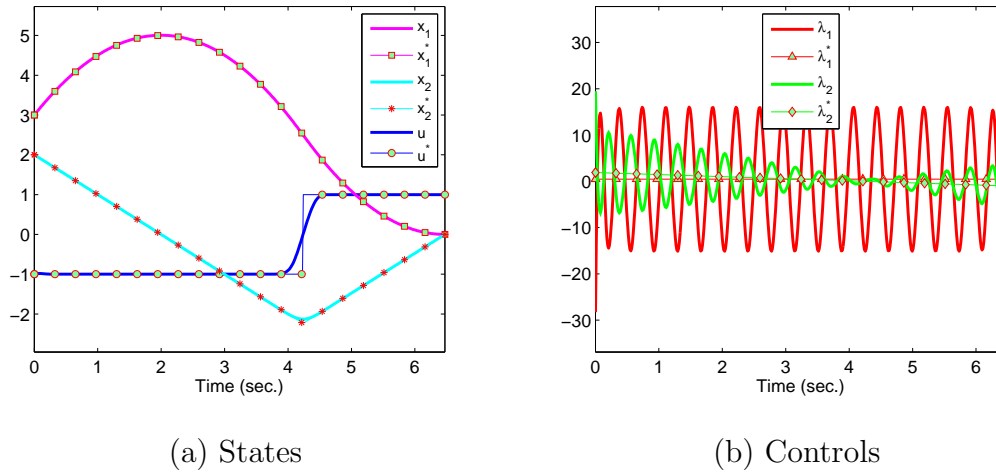 5
4
3
2
1
0
−1
−2
0 1 2 3 4 5 6
Time (sec.)
x₁
x₁*
x₂
x₂*
u
u*
(a) States
30
20
10
0
−10
−20
−30
0 1 2 3 4 5 6
Time (sec.)
λ₁
λ₁*
λ₂
λ₂*
(b) Controls